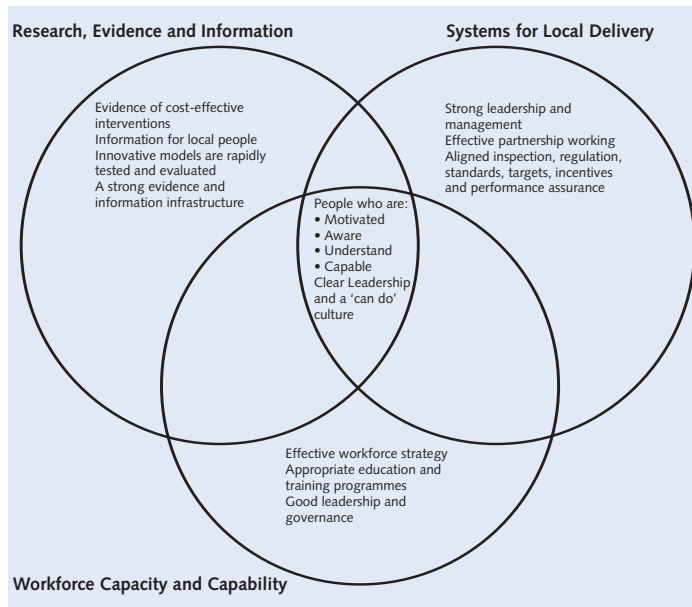 Research, Evidence and Information
Systems for Local Delivery
Evidence of cost-effective
interventions
Information for local people
Innovative models are rapidly
tested and evaluated
A strong evidence and
information infrastructure
Strong leadership and
management
Effective partnership working
Aligned inspection, regulation,
standards, targets, incentives
and performance assurance
People who are:
• Motivated
• Aware
• Understand
• Capable
Clear Leadership
and a ‘can do’
culture
Effective workforce strategy
Appropriate education and
training programmes
Good leadership and
governance
Workforce Capacity and Capability